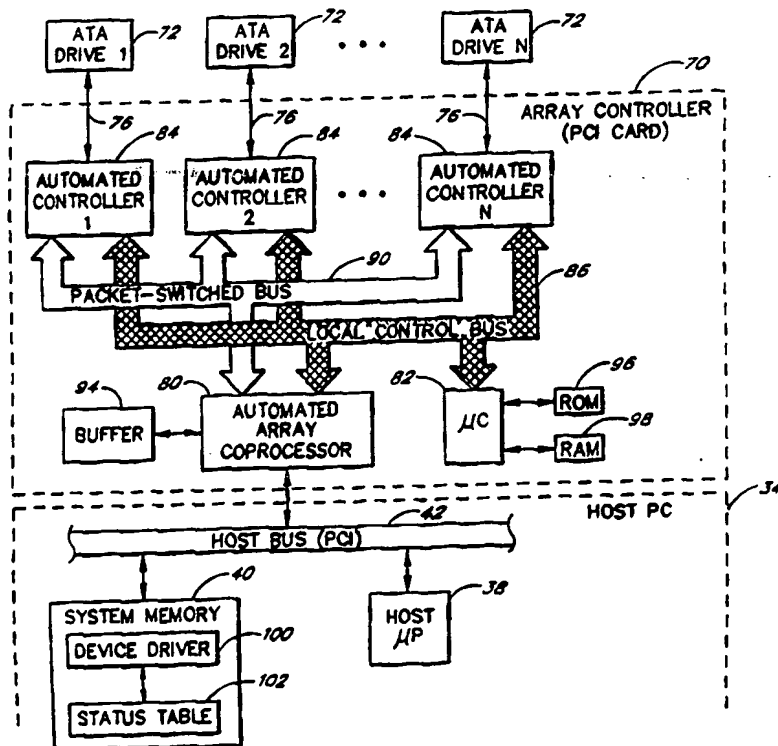 ATA
DRIVE 1
72
ATA
DRIVE 2
72
• • •
ATA
DRIVE N
72
70
ARRAY CONTROLLER
(PCI CARD)
76
84
76
84
84
76
AUTOMATED
CONTROLLER
1
AUTOMATED
CONTROLLER
2
• • •
AUTOMATED
CONTROLLER
N
90
86
PACKET-SWITCHED BUS
LOCAL CONTROL BUS
94
80
82
96
BUFFER
AUTOMATED
ARRAY
COPROCESSOR
µC
ROM
98
RAM
34
HOST PC
42
HOST BUS (PCI)
40
38
SYSTEM MEMORY
100
DEVICE DRIVER
HOST
µP
102
STATUS TABLE